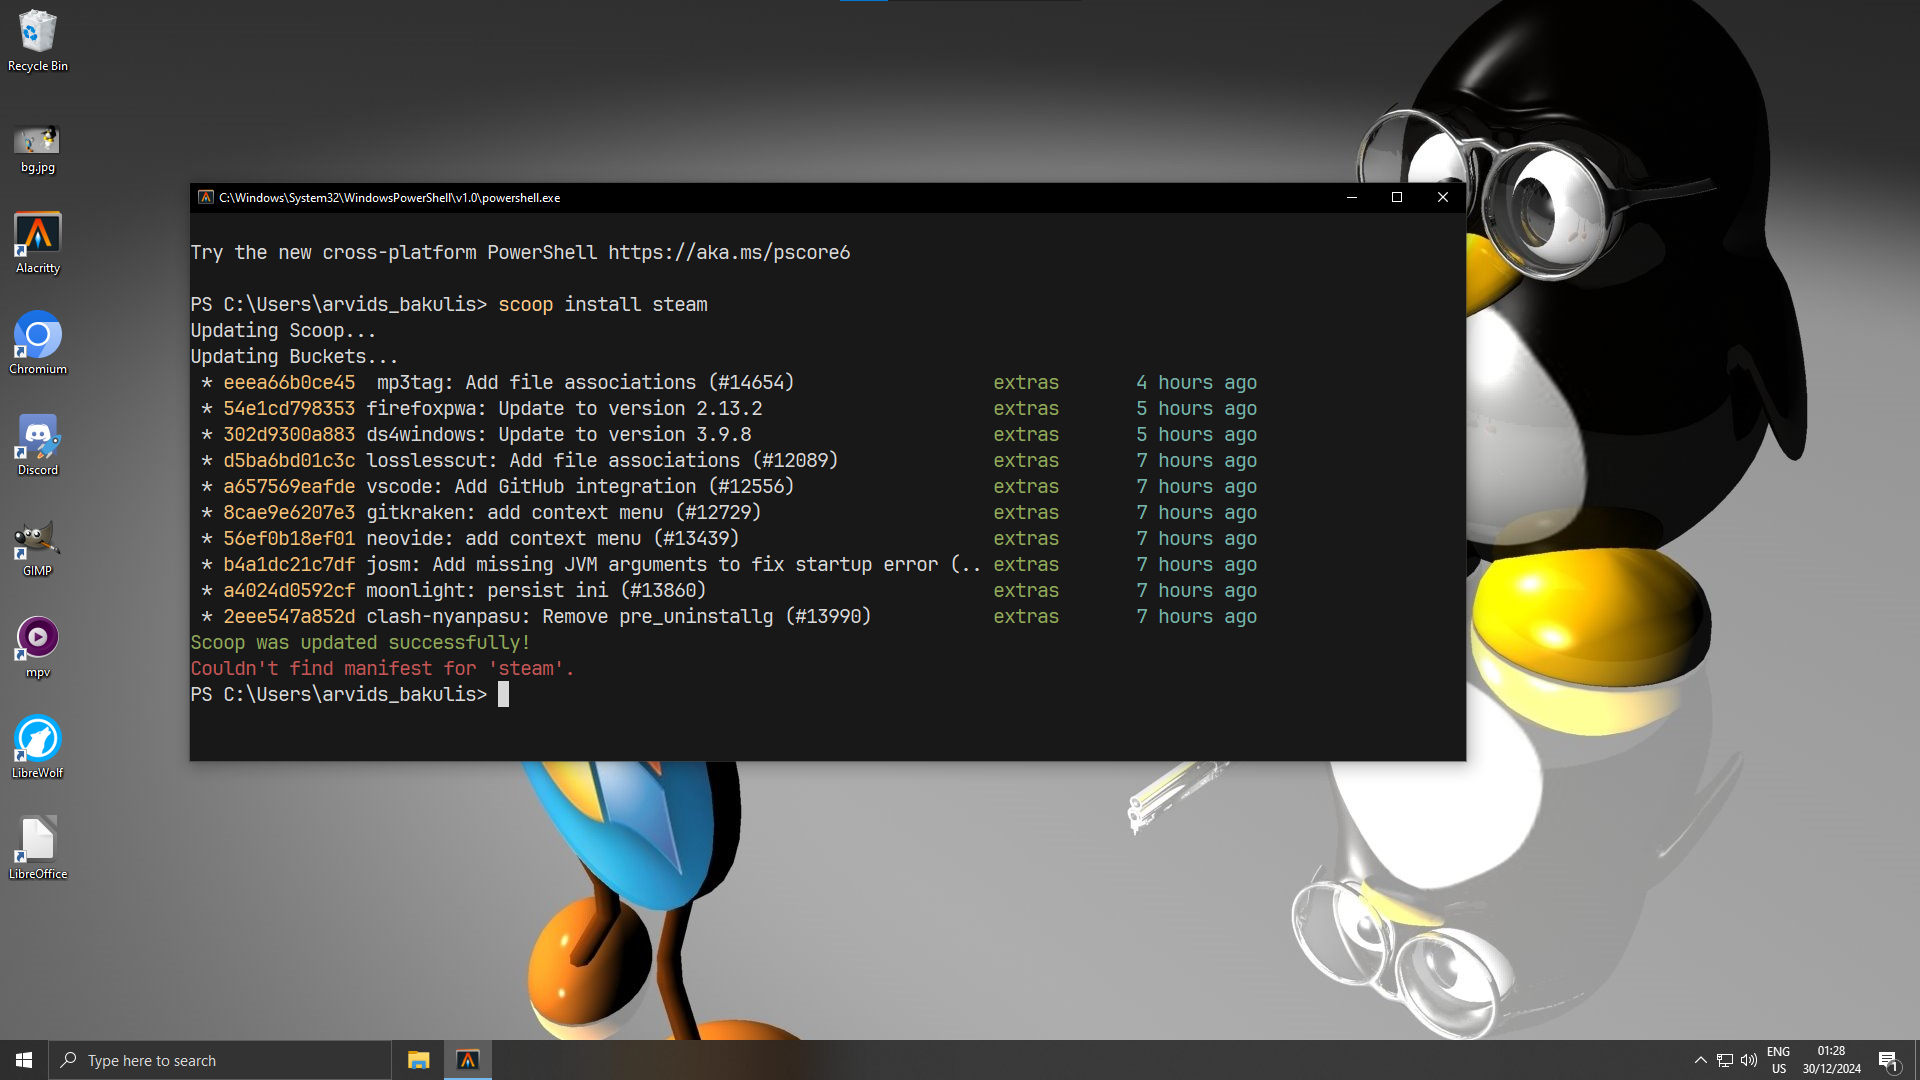 Recycle Bin
bg.jpg
Alacritty
Chromium
Discord
GIMP
mpv
LibreWolf
LibreOffice
C:\Windows\System32\WindowsPowerShell\v1.0\powershell.exe
Try the new cross-platform PowerShell https://aka.ms/pscore6
PS C:\Users\arvids_bakulis> scoop install steam
Updating Scoop...
Updating Buckets...
* eeea66b0ce45  mp3tag: Add file associations (#14654) extras 4 hours ago
* 54e1cd798353 firefoxpwa: Update to version 2.13.2 extras 5 hours ago
* 302d9300a883 ds4windows: Update to version 3.9.8 extras 5 hours ago
* d5ba6bd01c3c losslesscut: Add file associations (#12089) extras 7 hours ago
* a657569eafde vscode: Add GitHub integration (#12556) extras 7 hours ago
* 8cae9e6207e3 gitkraken: add context menu (#12729) extras 7 hours ago
* 56ef0b18ef01 neovide: add context menu (#13439) extras 7 hours ago
* b4a1dc21c7df josm: Add missing JVM arguments to fix startup error (.. extras 7 hours ago
* a4024d0592cf moonlight: persist ini (#13860) extras 7 hours ago
* 2eee547a852d clash-nyanpasu: Remove pre_uninstallg (#13990) extras 7 hours ago
Scoop was updated successfully!
Couldn't find manifest for 'steam'.
PS C:\Users\arvids_bakulis>
Type here to search
ENG
US
01:28
30/12/2024
1